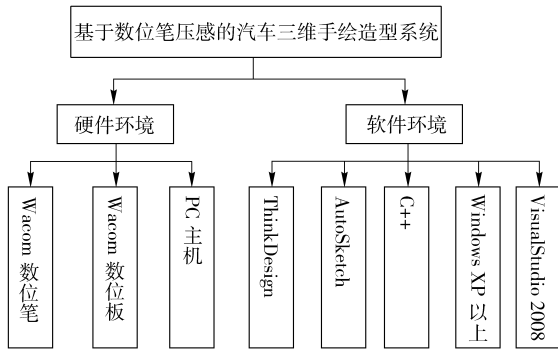 基于数位笔压感的汽车三维手绘造型系统
硬件环境
软件环境
Wacom 数位笔
Wacom 数位板
PC 主机
ThinkDesign
AutoSketch
C++
Windows XP 以上
VisualStudio 2008